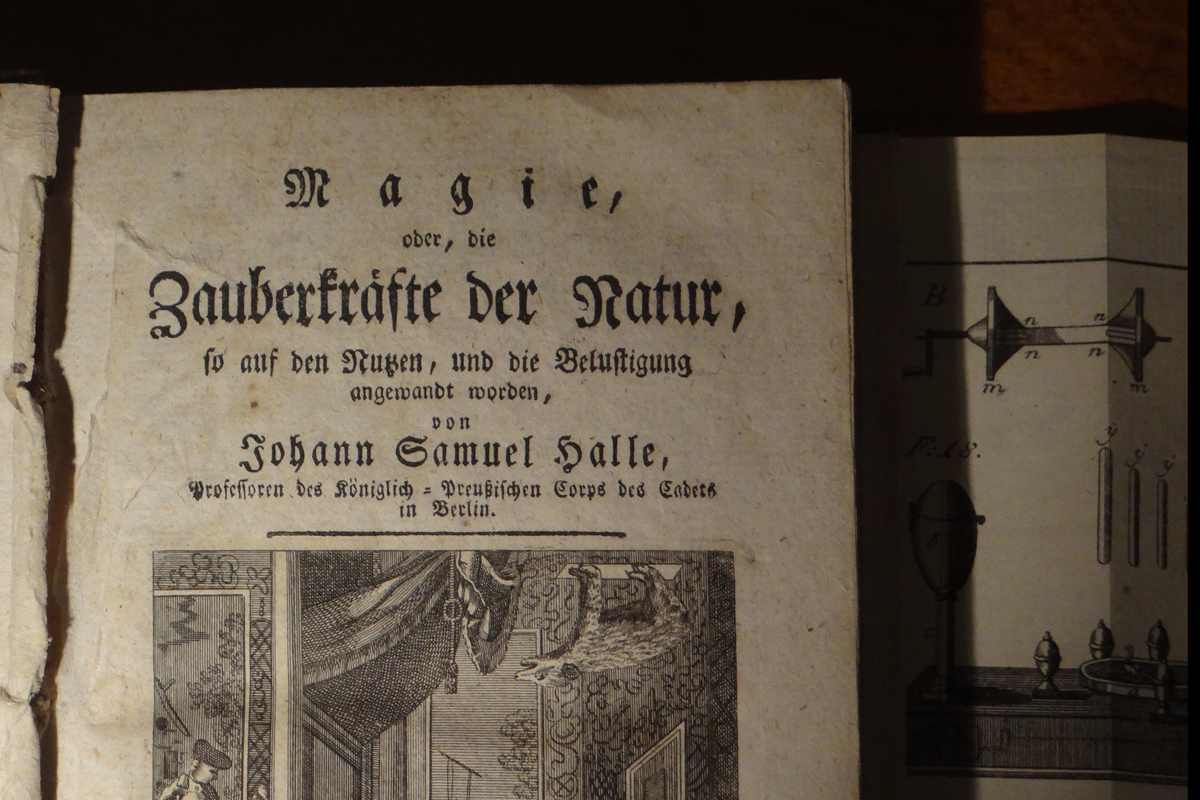 Magie,
oder, die
Zauberkräfte der Natur,
ſo auf den Nutzen, und die Beluſtigung
angewandt worden,
von
Johann Samuel Halle,
Profeſſoren des Königlich = Preußiſchen Corps des Cadets
in Berlin.
B
n n
n n
m m
F: 18.